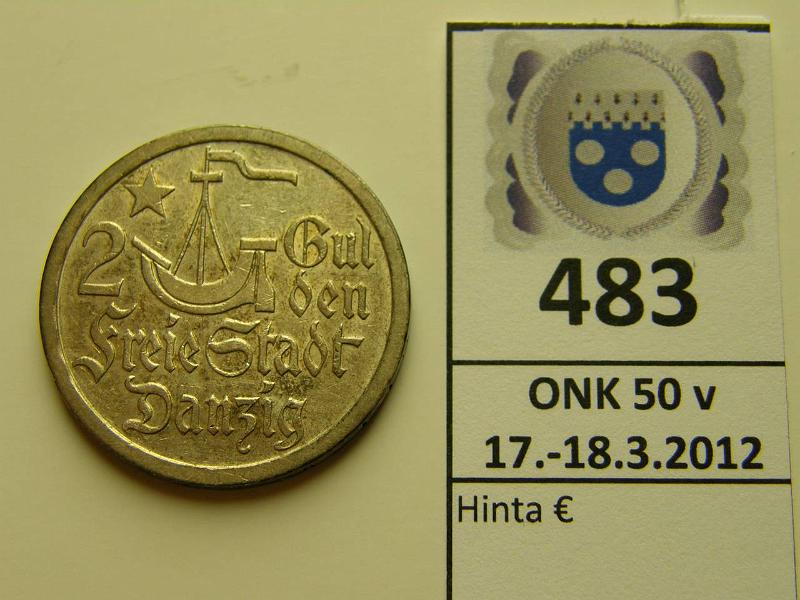 2 Gul
den
Freie Stadt
Danzig
483
ONK 50 v
17.-18.3.2012
Hinta €